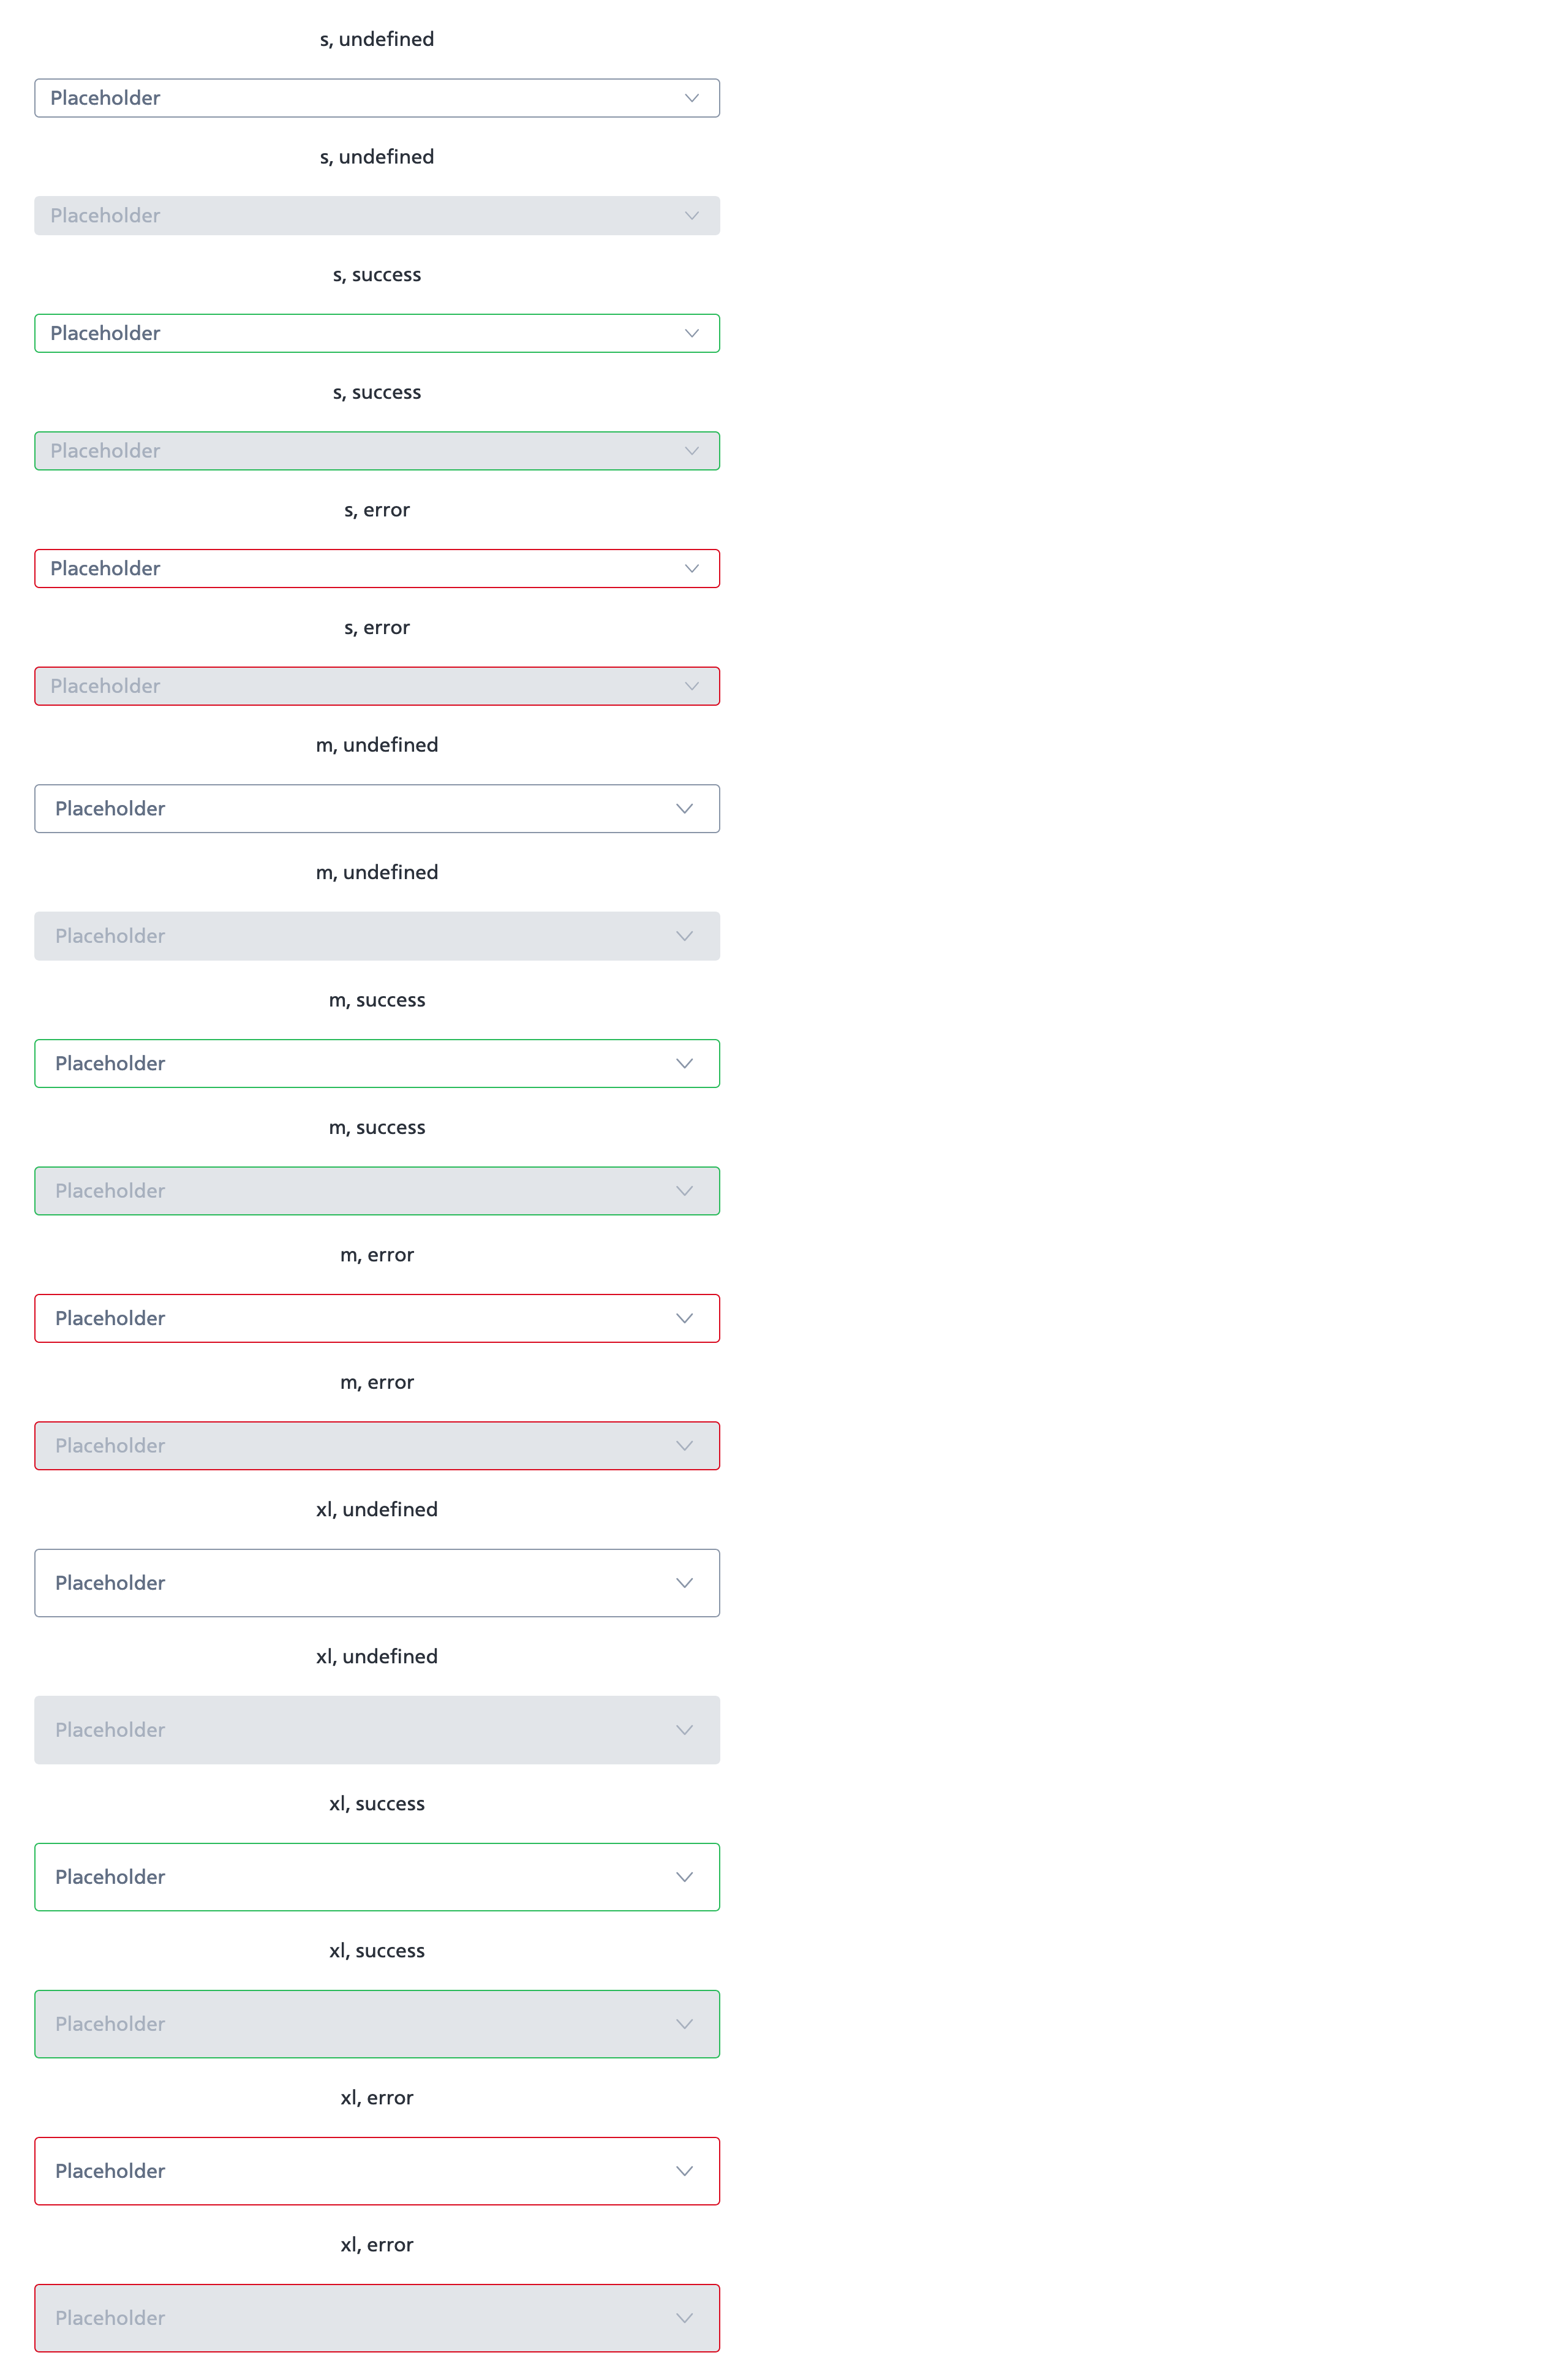 s, undefined
Placeholder
s, undefined
Placeholder
s, success
Placeholder
s, success
Placeholder
s, error
Placeholder
s, error
Placeholder
m, undefined
Placeholder
m, undefined
Placeholder
m, success
Placeholder
m, success
Placeholder
m, error
Placeholder
m, error
Placeholder
xl, undefined
Placeholder
xl, undefined
Placeholder
xl, success
Placeholder
xl, success
Placeholder
xl, error
Placeholder
xl, error
Placeholder